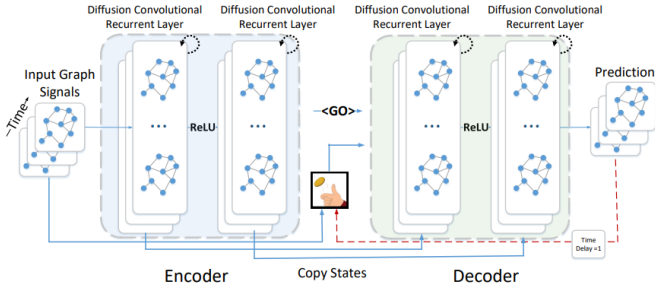 Diffusion Convolutional
Recurrent Layer
Diffusion Convolutional
Recurrent Layer
Diffusion Convolutional
Recurrent Layer
Diffusion Convolutional
Recurrent Layer
Input Graph
Signals
Time
ReLU
<GO>
ReLU
Prediction
Time
Delay =1
Encoder
Copy States
Decoder